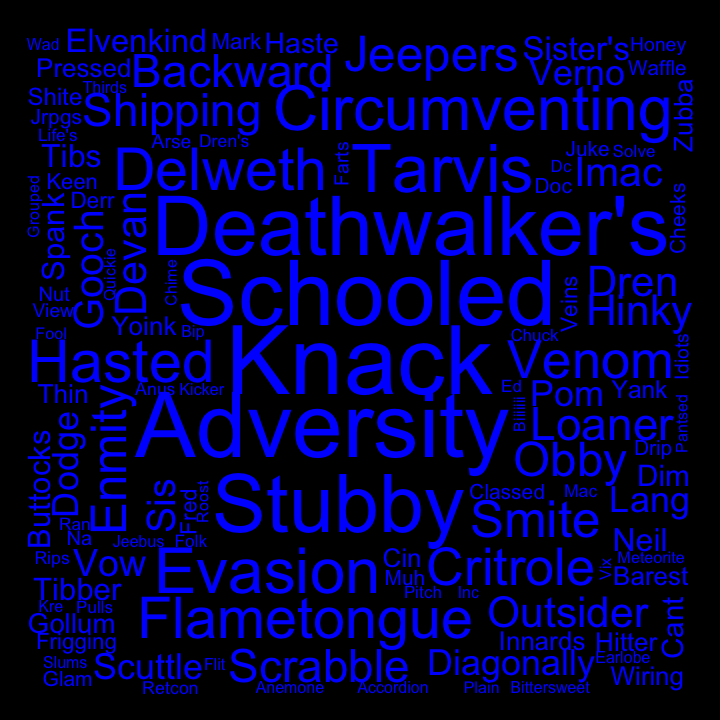 Wad
Elvenkind
Mark
Haste
Jeepers
Sister's
Honey
Pressed
Backward
Verno
Waffle
Thirds
Shite
Shipping
Circumventing
Zubba
Jrpgs
Life's
Arse
Dren's
Farts
Juke
Solve
Tibs
Delweth
Tarvis
Dc
Imac
Grouped
Keen
Doc
Spank
Derr
Devan
Deathwalker's
Cheeks
Gooch
Quickie
Chime
Schooled
Veins
Dren
Nut
View
Hinky
Fool
Yoink
Bip
Knack
Chuck
Idiots
Hasted
Venom
Thin
Anus
Kicker
Ed
Pom
Yank
Enmity
Adversity
Loaner
Pantsed
Buttocks
Dodge
Obby
Drip
Dim
Sis
Fred
Roost
Stubby
Classed
Mac
Lang
Ram
Smite
Na
Jeebus
Folk
Neil
Rips
Vow
Evasion
Cin
Critrole
Vix
Meteorite
Muh
Barest
Tibber
Pitch
Inc
Kre
Pulls
Flametongue
Outsider
Cant
Gollum
Frigging
Innards
Hitter
Slums
Scuttle
Flit
Scrabble
Diagonally
Earlobe
Glam
Wiring
Retcon
Anemone
Accordion
Plain
Bittersweet